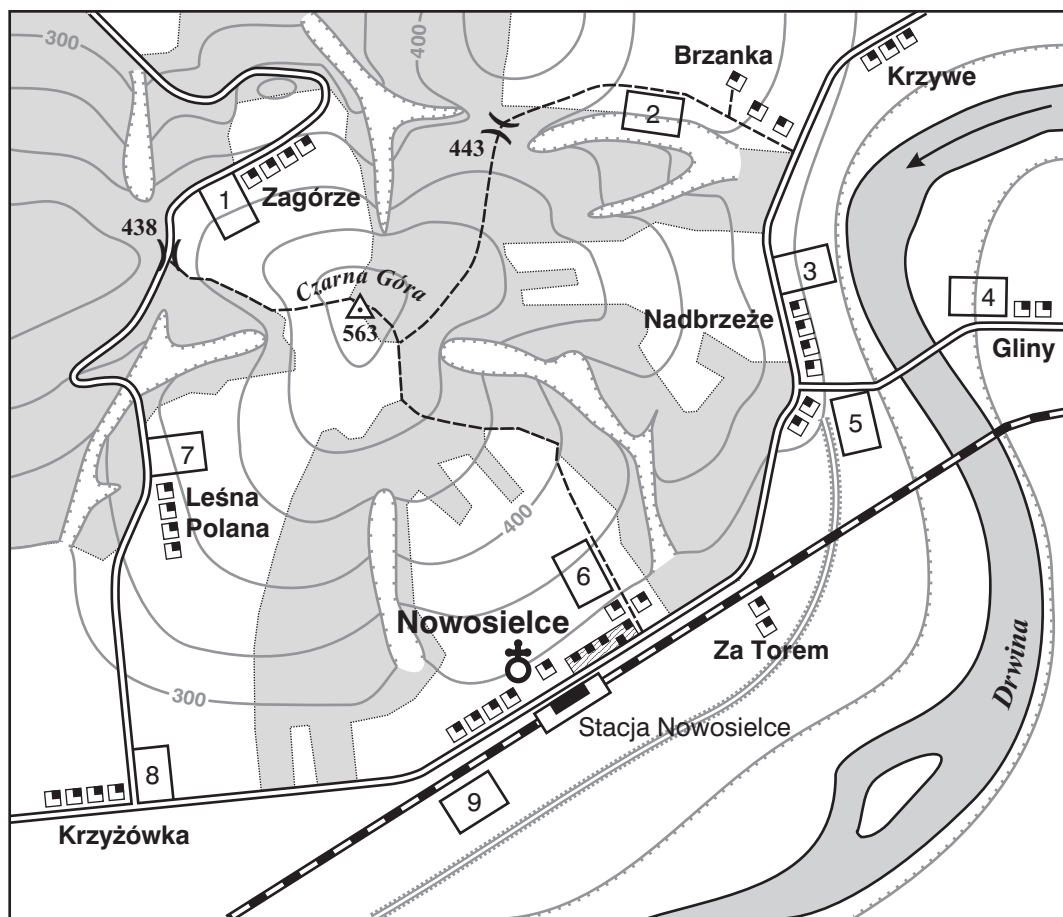 300
400
Brzanka
Krzywe
2
443
1
Zagórze
438
Czarna Góra
563
3
4
Nadbrzeże
Gliny
5
7
Leśna
Polana
400
6
Nowosielce
Za Torem
Drwina
300
Stacja Nowosielce
8
9
Krzyżówka